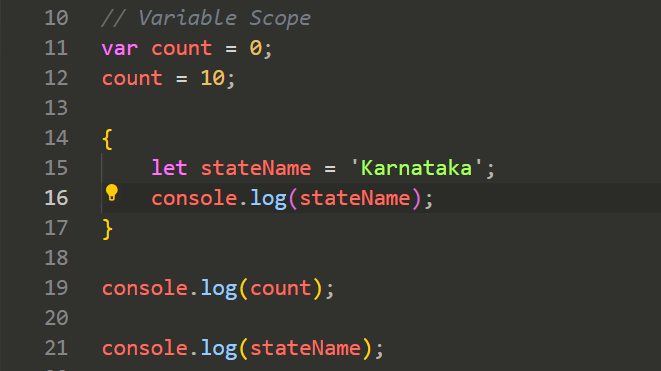 10 // Variable Scope
11 var count = 0;
12 count = 10;
13
14 {
15     let stateName = 'Karnataka';
16     console.log(stateName);
17 }
18
19 console.log(count);
20
21 console.log(stateName);